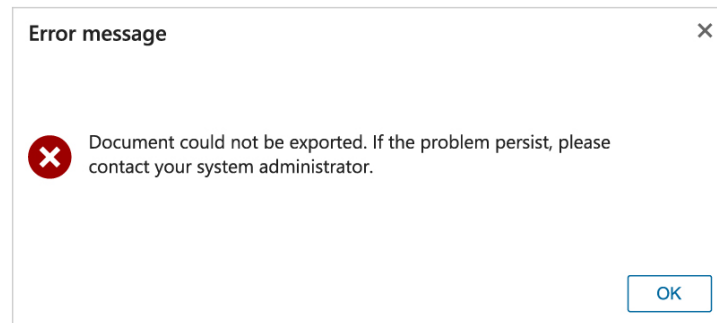 Error message
Document could not be exported. If the problem persist, please
contact your system administrator.
OK